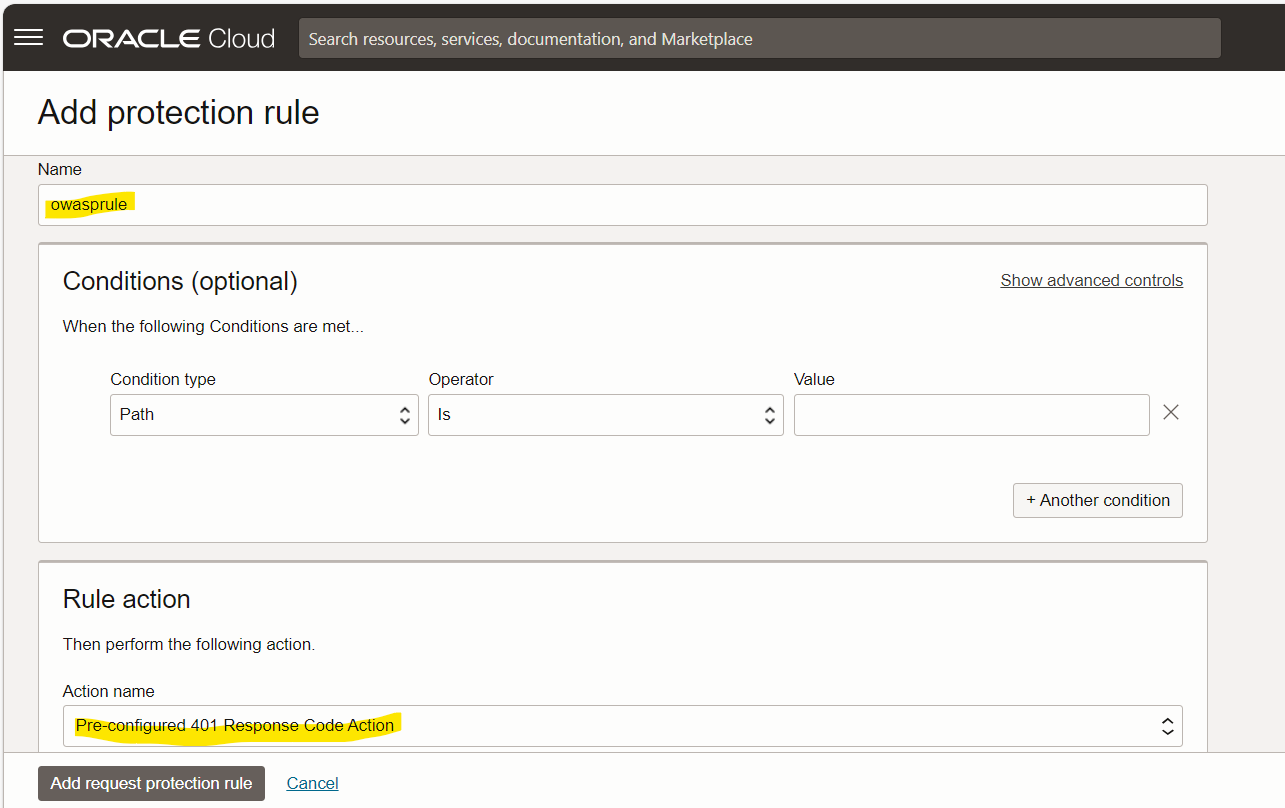 ORACLE Cloud
Search resources, services, documentation, and Marketplace
Add protection rule
Name
owasprule
Conditions (optional)
Show advanced controls
When the following Conditions are met...
Condition type
Operator
Value
Path
Is
+ Another condition
Rule action
Then perform the following action.
Action name
Pre-configured 401 Response Code Action
Add request protection rule
Cancel